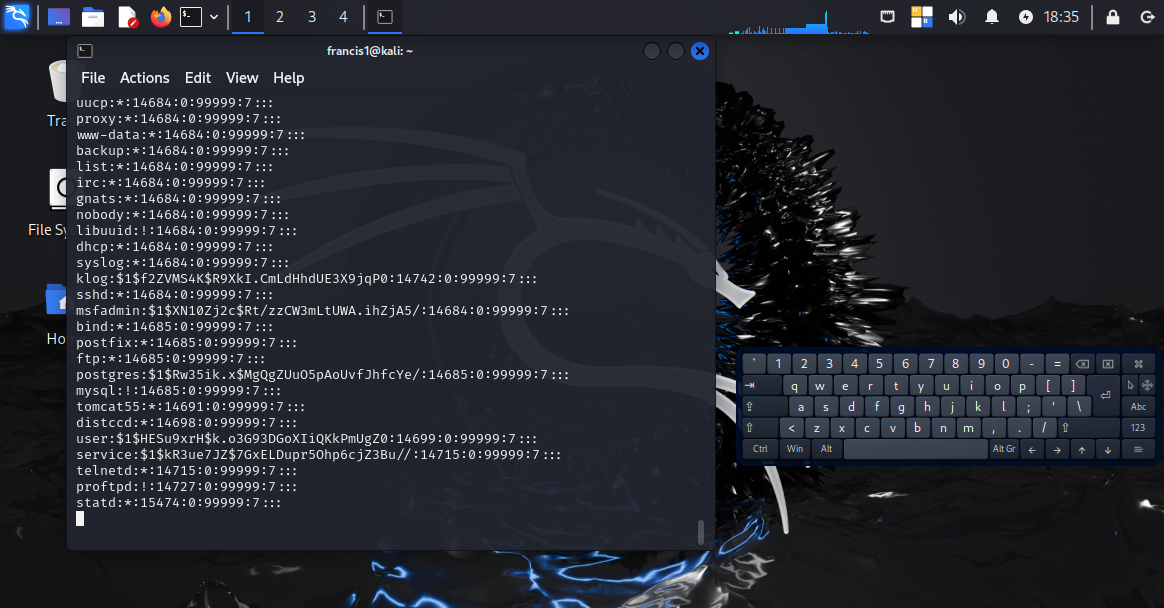 1 2 3 4
18:35
francis1@kali: ~
File Actions Edit View Help
uucp:*:14684:0:99999:7:::
proxy:*:14684:0:99999:7:::
www-data:*:14684:0:99999:7:::
backup:*:14684:0:99999:7:::
list:*:14684:0:99999:7:::
irc:*:14684:0:99999:7:::
gnats:*:14684:0:99999:7:::
nobody:*:14684:0:99999:7:::
libuuid:!:14684:0:99999:7:::
dhcp:*:14684:0:99999:7:::
syslog:*:14684:0:99999:7:::
klog:$1$f2ZVMS4K$R9XkI.CmLdHhdUE3X9jqP0:14742:0:99999:7:::
sshd:*:14684:0:99999:7:::
msfadmin:$1$XN10Zj2c$Rt/zzCW3mLtUWA.ihZjA5/:14684:0:99999:7:::
bind:*:14685:0:99999:7:::
postfix:*:14685:0:99999:7:::
ftp:*:14685:0:99999:7:::
postgres:$1$Rw35ik.x$MgQgZUuO5pAoUvfJhfcYe/:14685:0:99999:7:::
mysql:!:14685:0:99999:7:::
tomcat55:*:14691:0:99999:7:::
distccd:*:14698:0:99999:7:::
user:$1$HESu9xrH$k.o3G93DGoXIiQKkPmUgZ0:14699:0:99999:7:::
service:$1$kR3ue7JZ$7GxELDupr5Ohp6cjZ3Bu//:14715:0:99999:7:::
telnetd:*:14715:0:99999:7:::
proftpd:!:14727:0:99999:7:::
statd:*:15474:0:99999:7:::
Tra
File Sy
Ho
` 1 2 3 4 5 6 7 8 9 0 - =
q w e r t y u i o p [ ]
a s d f g h j k l ; ' \ Abc
< z x c v b n m , . / 123
Ctrl Win Alt Alt Gr ← → ↑ ↓